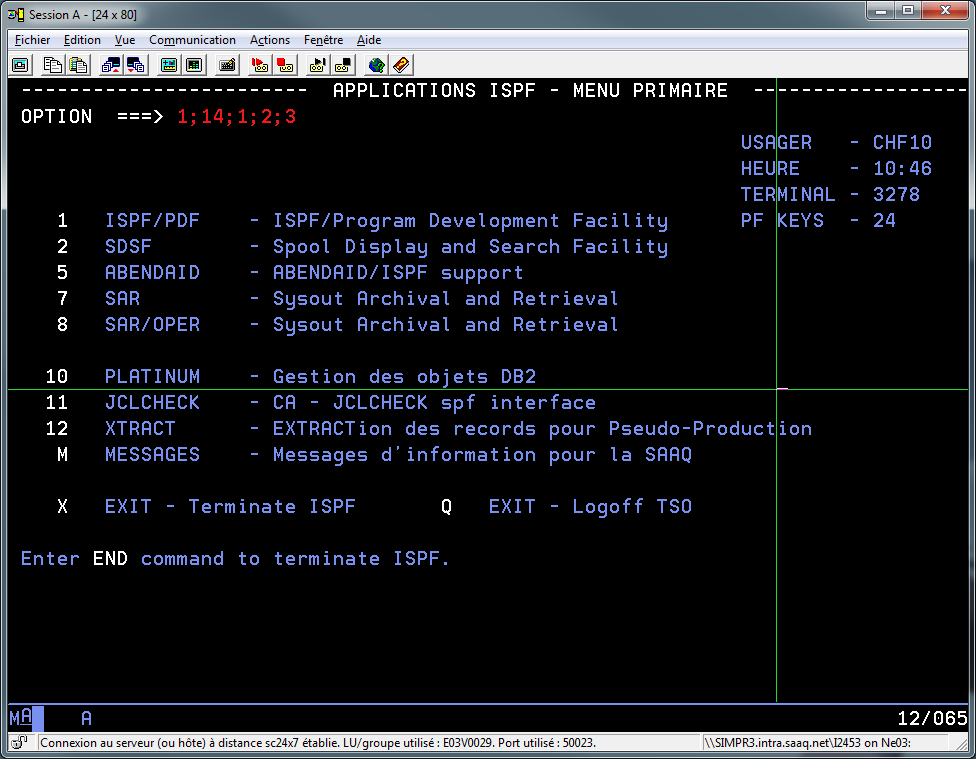 Session A - [24 x 80]
Fichier Edition Vue Communication Actions Fenêtre Aide
------------------------ APPLICATIONS ISPF - MENU PRIMAIRE ------------------
OPTION ===> 1;14;1;2;3
USAGER - CHF10
HEURE - 10:46
TERMINAL - 3278
1 ISPF/PDF - ISPF/Program Development Facility PF KEYS - 24
2 SDSF - Spool Display and Search Facility
5 ABENDAID - ABENDAID/ISPF support
7 SAR - Sysout Archival and Retrieval
8 SAR/OPER - Sysout Archival and Retrieval
10 PLATINUM - Gestion des objets DB2
11 JCLCHECK - CA - JCLCHECK spf interface
12 XTRACT - EXTRACTion des records pour Pseudo-Production
M MESSAGES - Messages d'information pour la SAAQ
X EXIT - Terminate ISPF Q EXIT - Logoff TSO
Enter END command to terminate ISPF.
MA A 12/065
Connexion au serveur (ou hôte) à distance sc24x7 établie. LU/groupe utilisé : E03V0029. Port utilisé : 50023. \\SIMPR3.intra.saaq.net\I2453 on Ne03: